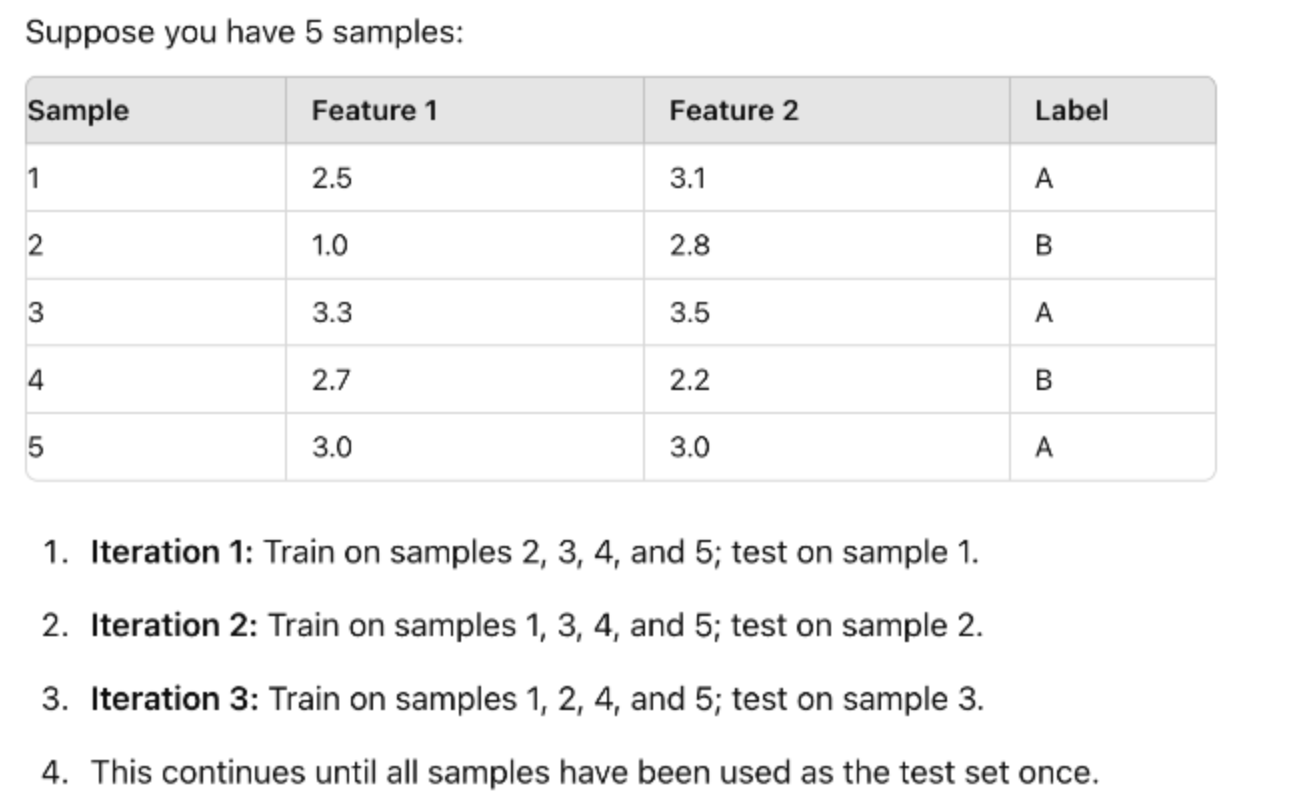 Suppose you have 5 samples:
Sample Feature 1 Feature 2 Label
1 2.5 3.1 A
2 1.0 2.8 B
3 3.3 3.5 A
4 2.7 2.2 B
5 3.0 3.0 A
1. Iteration 1: Train on samples 2, 3, 4, and 5; test on sample 1.
2. Iteration 2: Train on samples 1, 3, 4, and 5; test on sample 2.
3. Iteration 3: Train on samples 1, 2, 4, and 5; test on sample 3.
4. This continues until all samples have been used as the test set once.